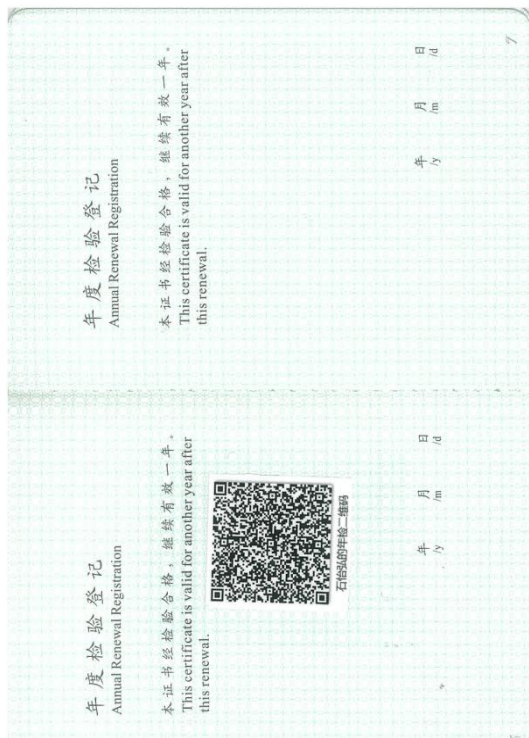 年度检验登记
Annual Renewal Registration
本证书经检验合格，继续有效一年。
This certificate is valid for another year after
this renewal.
石怡弘的年检二维码
年 月 日
/y /m /d
年度检验登记
Annual Renewal Registration
本证书经检验合格，继续有效一年。
This certificate is valid for another year after
this renewal.
年 月 日
/y /m /d
7